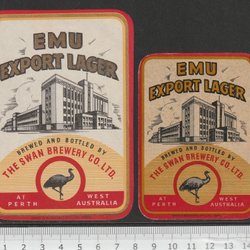 EMU
EXPORT LAGER
BREWED AND BOTTLED BY
THE SWAN BREWERY CO. LTD.
AT
PERTH
WEST
AUSTRALIA
EMU
EXPORT LAGER
BREWED AND BOTTLED BY
THE SWAN BREWERY CO. LTD.
AT
PERTH
WEST
AUSTRALIA